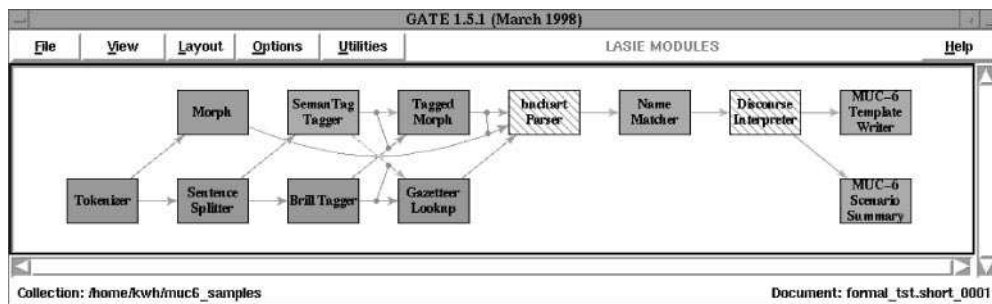 GATE 1.5.1 (March 1998)
File View Layout Options Utilities LASIE MODULES Help
Morph
SemanTag
Tagger
Tagged
Morph
buchart
Parser
Name
Matcher
Discourse
Interpreter
MUC-6
Template
Writer
Tokenizer
Sentence
Splitter
Brill Tagger
Gazetteer
Lookup
MUC-6
Scenario
Summary
Collection: /home/kwh/muc6_samples Document: formal_tst.short_0001